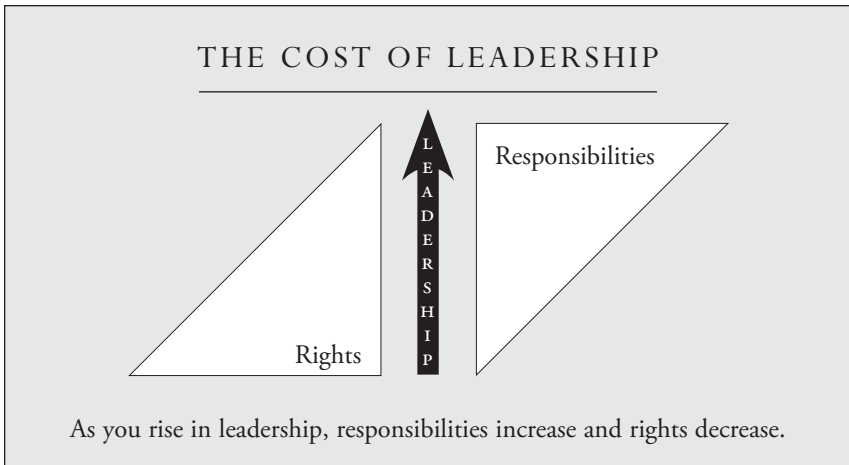 THE COST OF LEADERSHIP
Responsibilities
LEADERSHIP
Rights
As you rise in leadership, responsibilities increase and rights decrease.